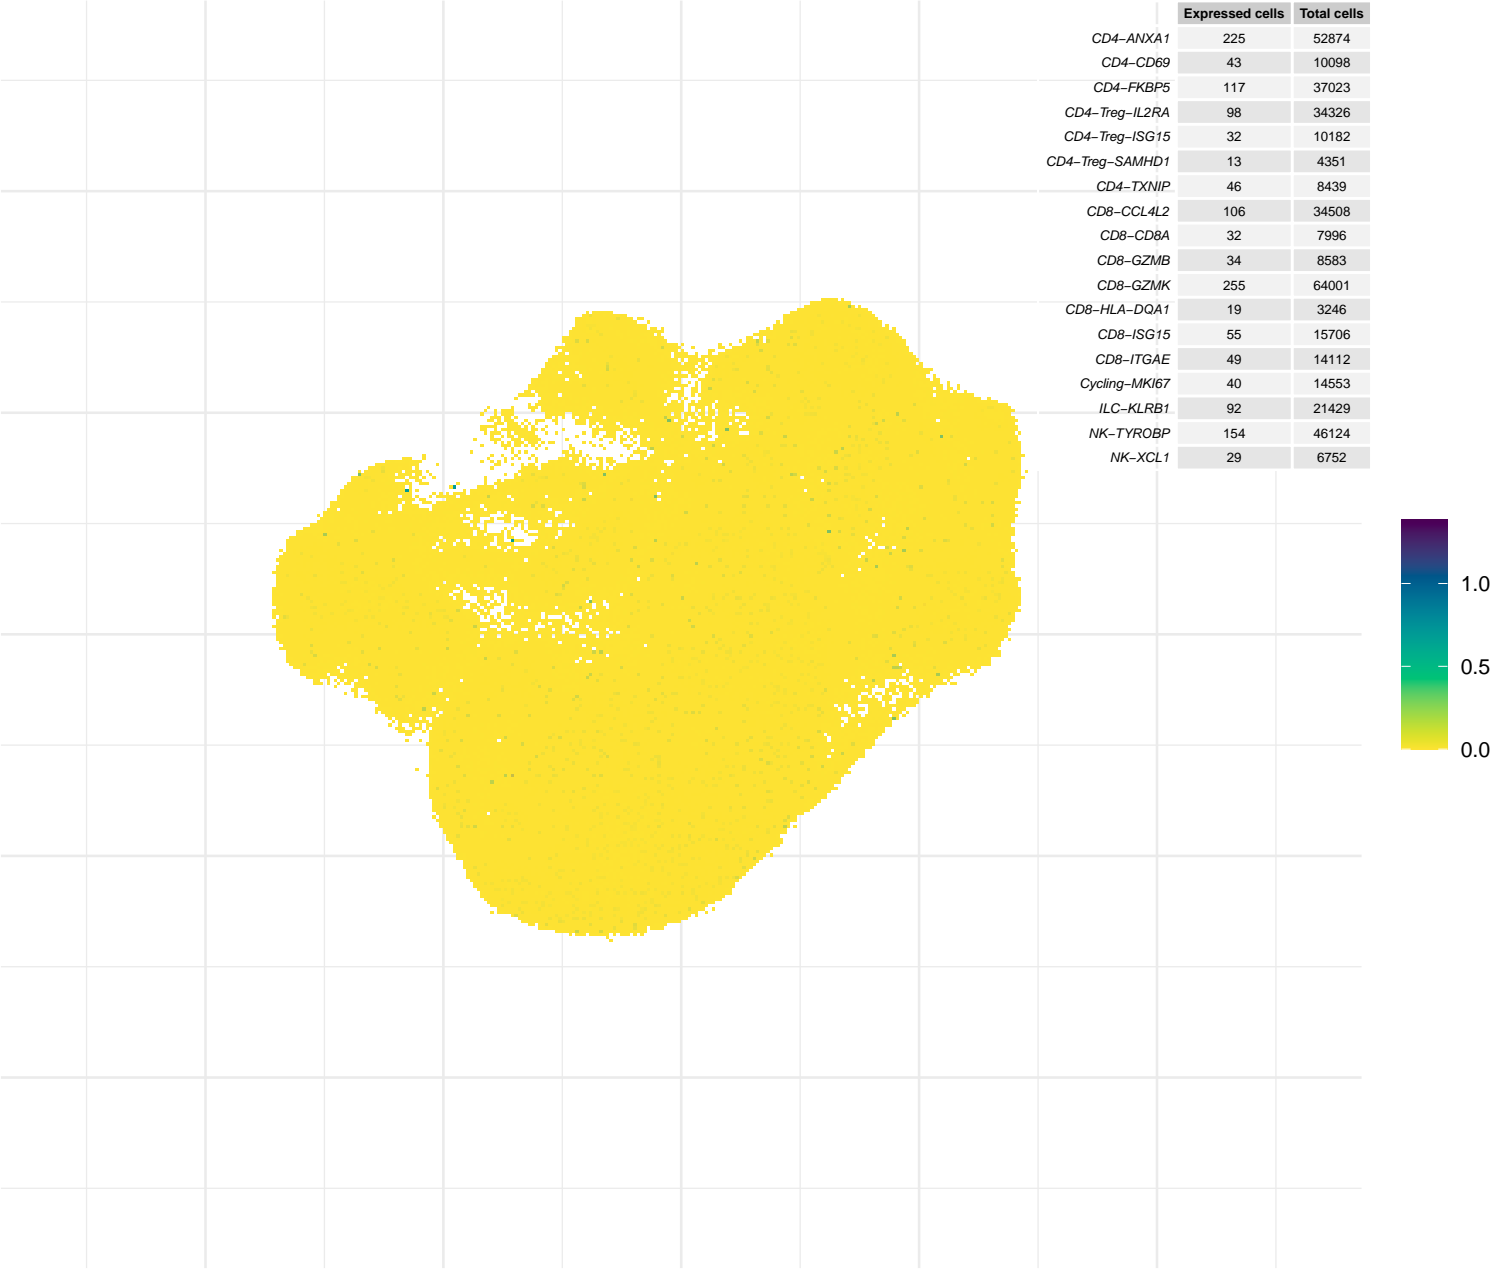 Expressed cells Total cells
CD4−ANXA1 225 52874
CD4−CD69 43 10098
CD4−FKBP5 117 37023
CD4−Treg−IL2RA 98 34326
CD4−Treg−ISG15 32 10182
CD4−Treg−SAMHD1 13 4351
CD4−TXNIP 46 8439
CD8−CCL4L2 106 34508
CD8−CD8A 32 7996
CD8−GZMB 34 8583
CD8−GZMK 255 64001
CD8−HLA−DQA1 19 3246
CD8−ISG15 55 15706
CD8−ITGAE 49 14112
Cycling−MKI67 40 14553
ILC−KLRB1 92 21429
NK−TYROBP 154 46124
NK−XCL1 29 6752
1.0
0.5
0.0